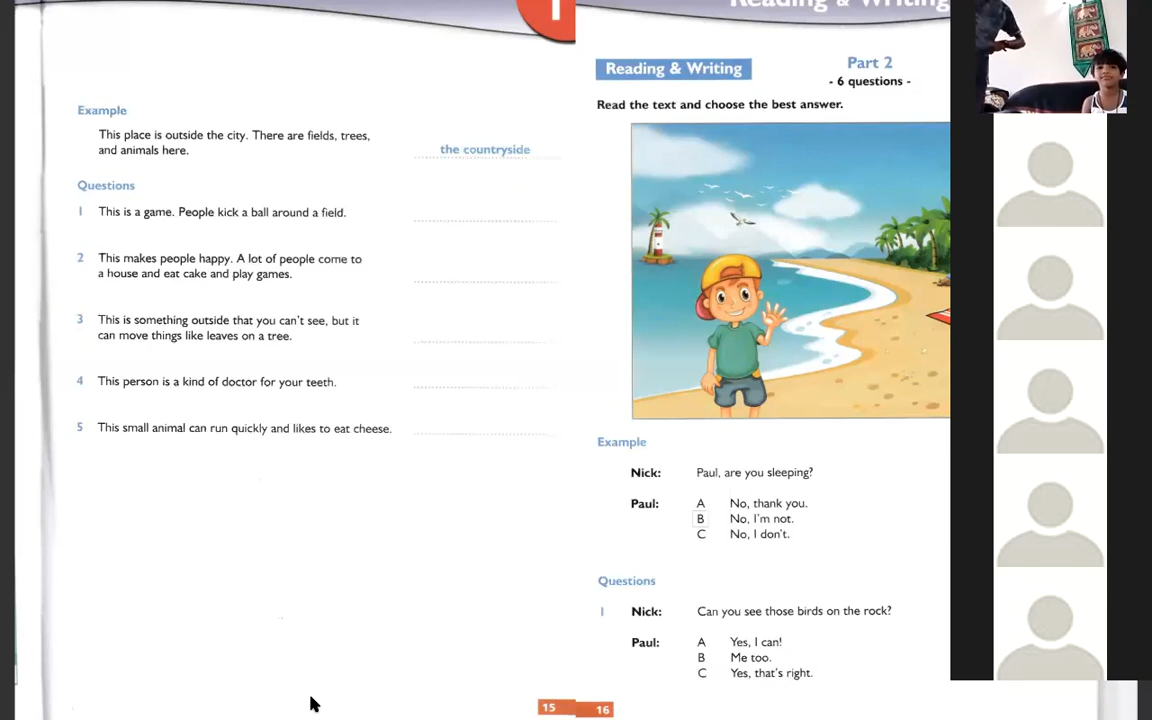 1
Example
This place is outside the city. There are fields, trees,
and animals here.
the countryside
Questions
1 This is a game. People kick a ball around a field.
2 This makes people happy. A lot of people come to
a house and eat cake and play games.
3 This is something outside that you can't see, but it
can move things like leaves on a tree.
4 This person is a kind of doctor for your teeth.
5 This small animal can run quickly and likes to eat cheese.
15
Reading & Writing
Reading & Writing
Part 2
- 6 questions -
Read the text and choose the best answer.
Example
Nick: Paul, are you sleeping?
Paul: A No, thank you.
B No, I'm not.
C No, I don't.
Questions
1 Nick: Can you see those birds on the rock?
Paul: A Yes, I can!
B Me too.
C Yes, that's right.
16